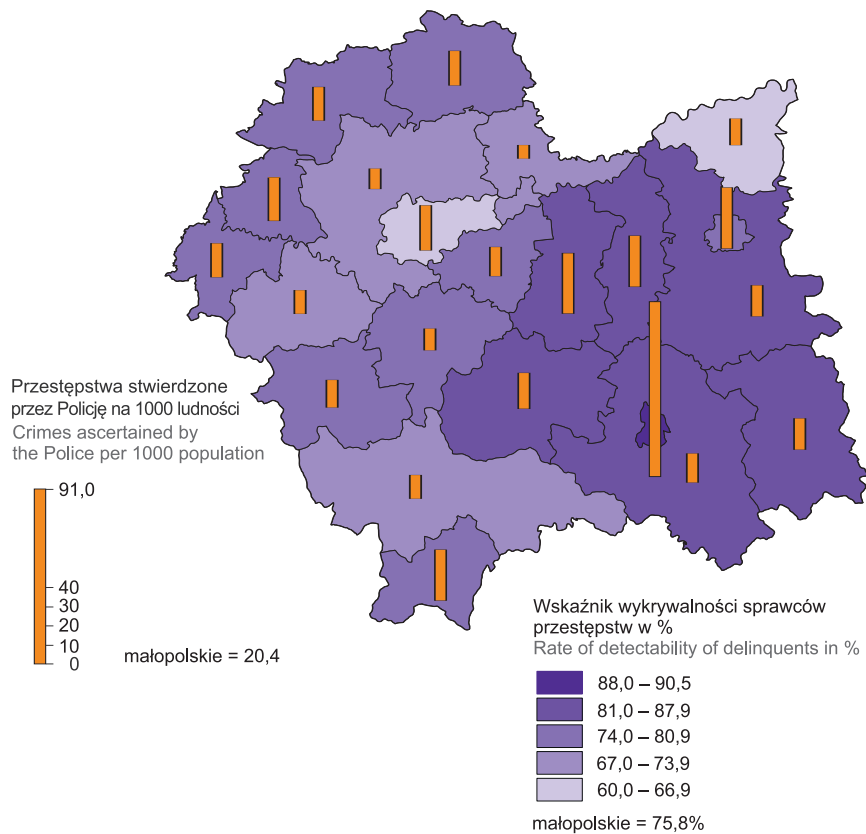 Przestępstwa stwierdzone
przez Policję na 1000 ludności
Crimes ascertained by
the Police per 1000 population
91,0
40
30
20
10
0
małopolskie = 20,4
Wskaźnik wykrywalności sprawców
przestępstw w %
Rate of detectability of delinquents in %
88,0 – 90,5
81,0 – 87,9
74,0 – 80,9
67,0 – 73,9
60,0 – 66,9
małopolskie = 75,8%